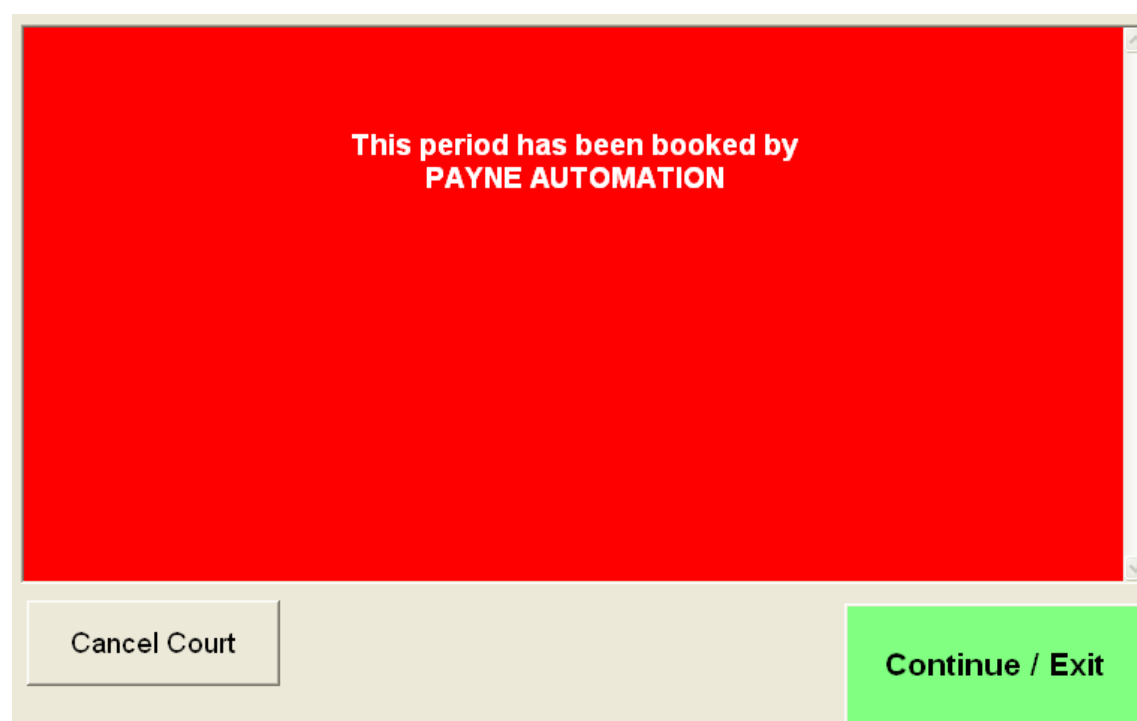 This period has been booked by
PAYNE AUTOMATION
Cancel Court
Continue / Exit